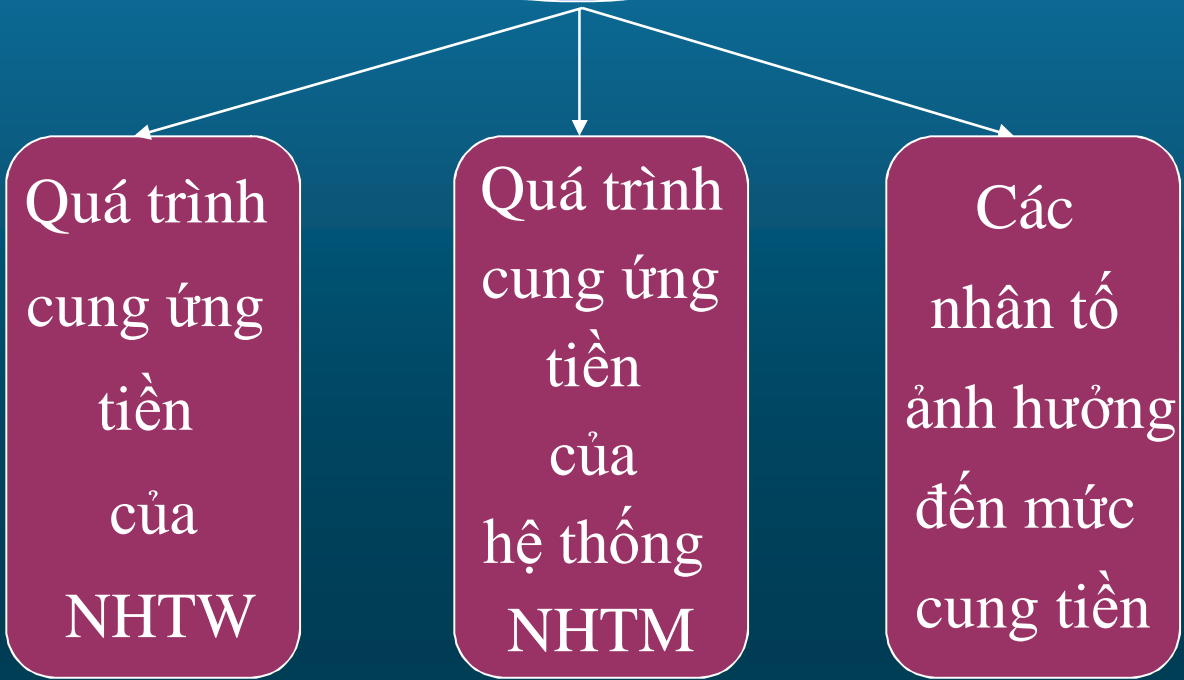 Quá trình
cung ứng
tiền
của
NHTW
Quá trình
cung ứng
tiền
của
hệ thống
NHTM
Các
nhân tố
ảnh hưởng
đến mức
cung tiền